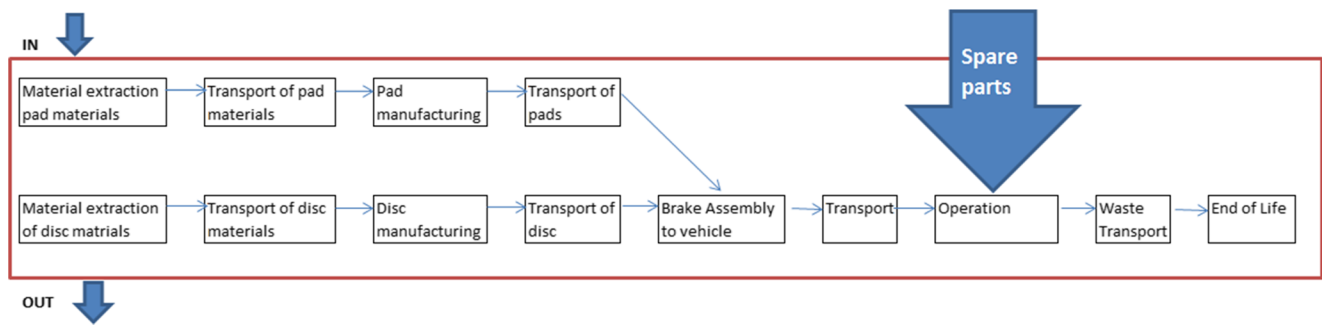 IN
Spare
parts
Material extraction
pad materials
Transport of pad
materials
Pad
manufacturing
Transport of
pads
Material extraction
of disc matrials
Transport of disc
materials
Disc
manufacturing
Transport of
disc
Brake Assembly
to vehicle
Transport
Operation
Waste
Transport
End of Life
OUT